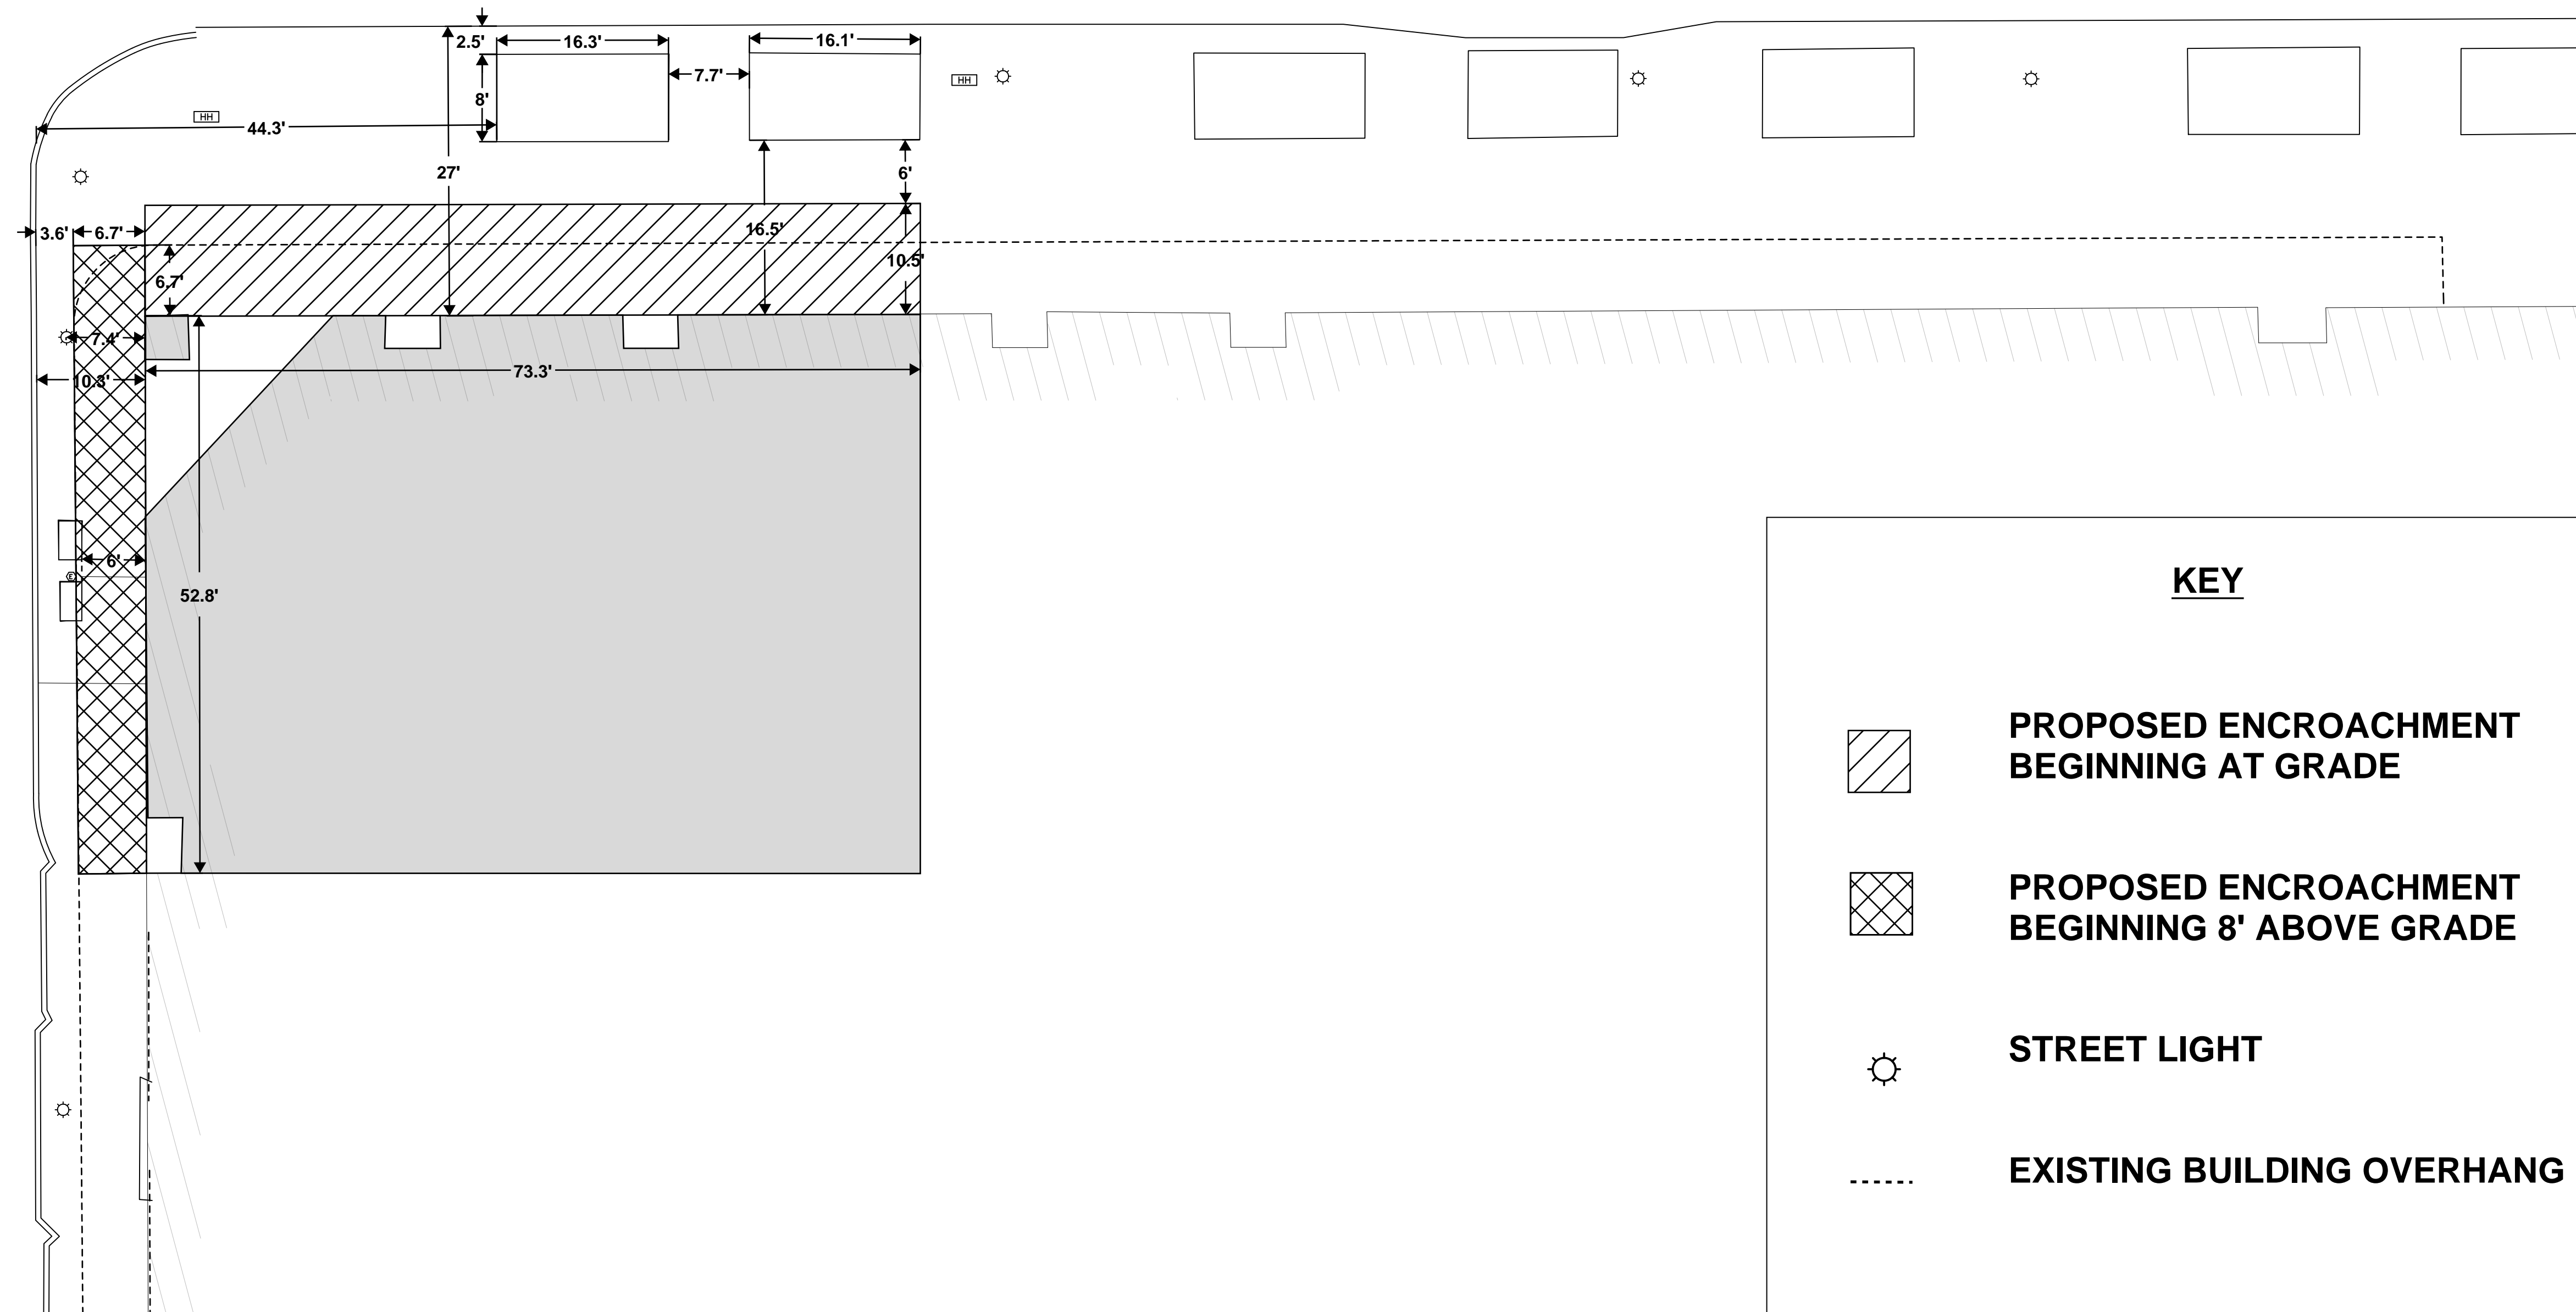 2.5'
16.3'
16.1'
7.7'
HH
8'
HH
44.3'
27'
6'
16.5'
3.6'
6.7'
10.5'
6.7'
7.4'
73.3'
10.3'
6'
E
52.8'
KEY
PROPOSED ENCROACHMENT
BEGINNING AT GRADE
PROPOSED ENCROACHMENT
BEGINNING 8' ABOVE GRADE
STREET LIGHT
EXISTING BUILDING OVERHANG